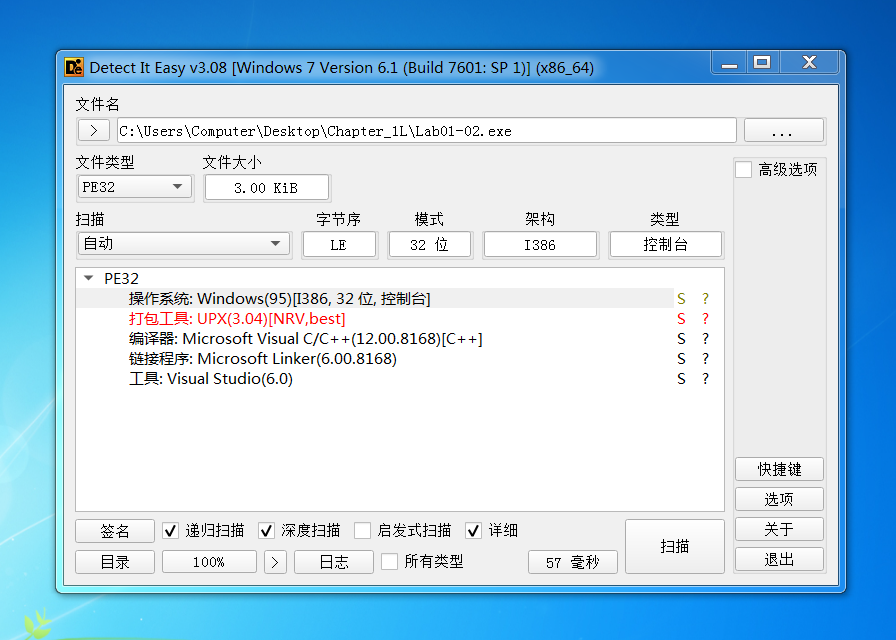 Detect It Easy v3.08 [Windows 7 Version 6.1 (Build 7601: SP 1)] (x86_64)
文件名
> C:\Users\Computer\Desktop\Chapter_1L\Lab01-02.exe ...
文件类型 文件大小
PE32 3.00 KiB 高级选项
扫描 字节序 模式 架构 类型
自动 LE 32 位 I386 控制台
PE32
操作系统: Windows(95)[I386, 32 位, 控制台] S ?
打包工具: UPX(3.04)[NRV,best] S ?
编译器: Microsoft Visual C/C++(12.00.8168)[C++] S ?
链接程序: Microsoft Linker(6.00.8168) S ?
工具: Visual Studio(6.0) S ?
快捷键
选项
签名 递归扫描 深度扫描 启发式扫描 详细 扫描 关于
目录 100% > 日志 所有类型 57 毫秒 退出